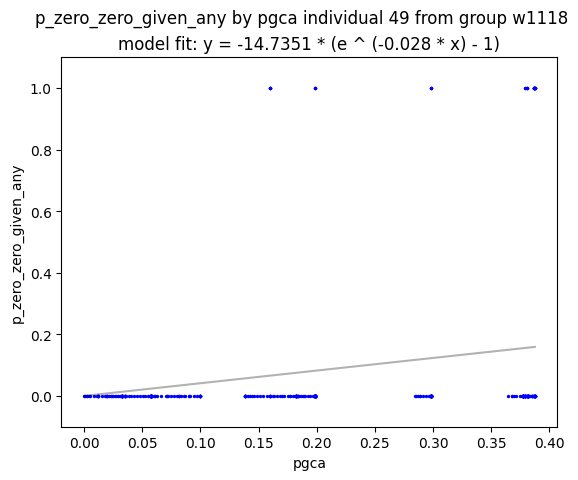 p_zero_zero_given_any by pgca individual 49 from group w1118
model fit: y = -14.7351 * (e ^ (-0.028 * x) - 1)
1.0
0.8
0.6
0.4
0.2
0.0
p_zero_zero_given_any
0.00 0.05 0.10 0.15 0.20 0.25 0.30 0.35 0.40
pgca